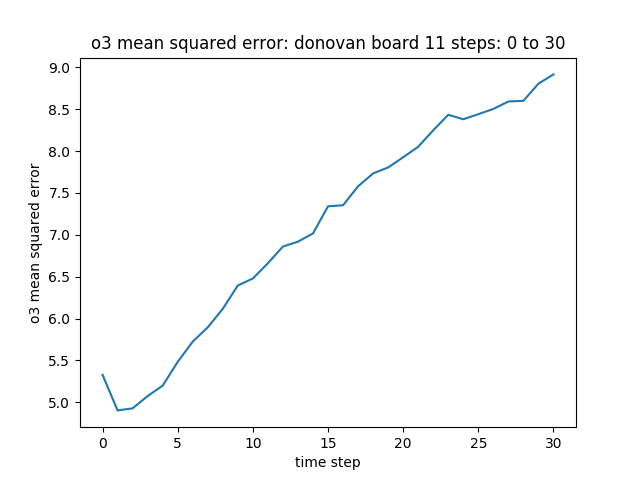 o3 mean squared error: donovan board 11 steps: 0 to 30
o3 mean squared error
9.0
8.5
8.0
7.5
7.0
6.5
6.0
5.5
5.0
0 5 10 15 20 25 30
time step